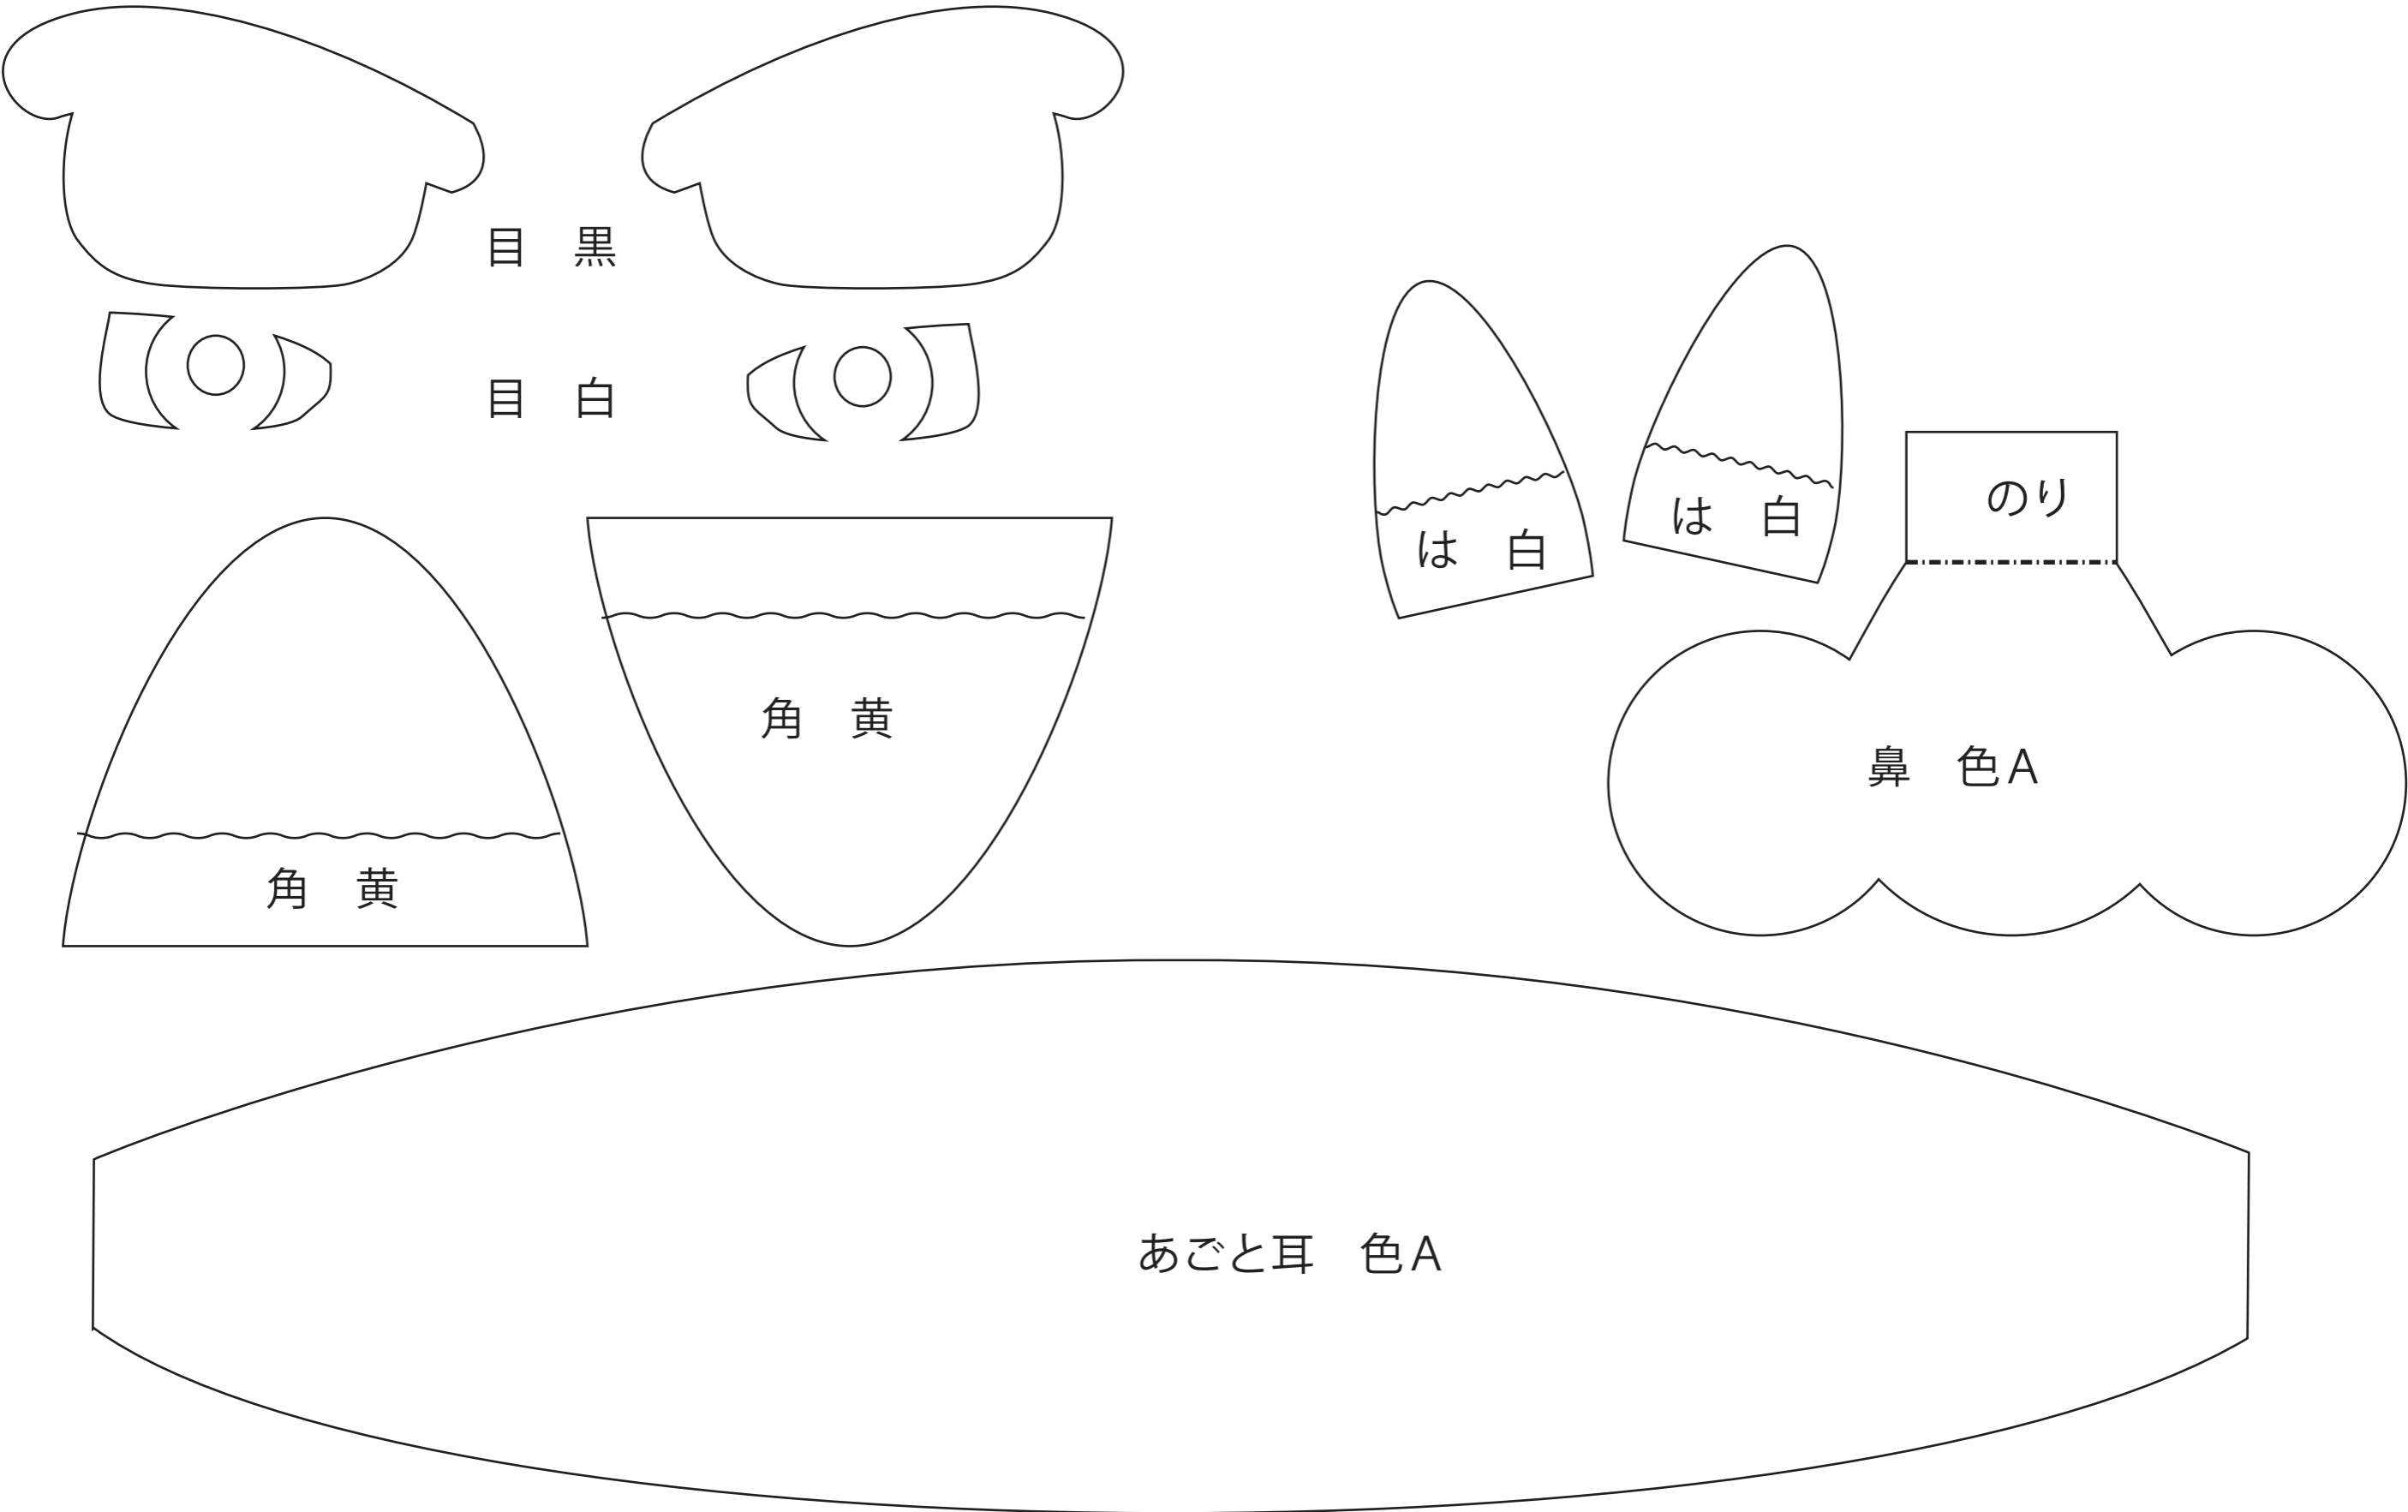 目　黒
目　白
は　白
は　白
のり
角　黄
角　黄
鼻　色A
あごと耳　色A